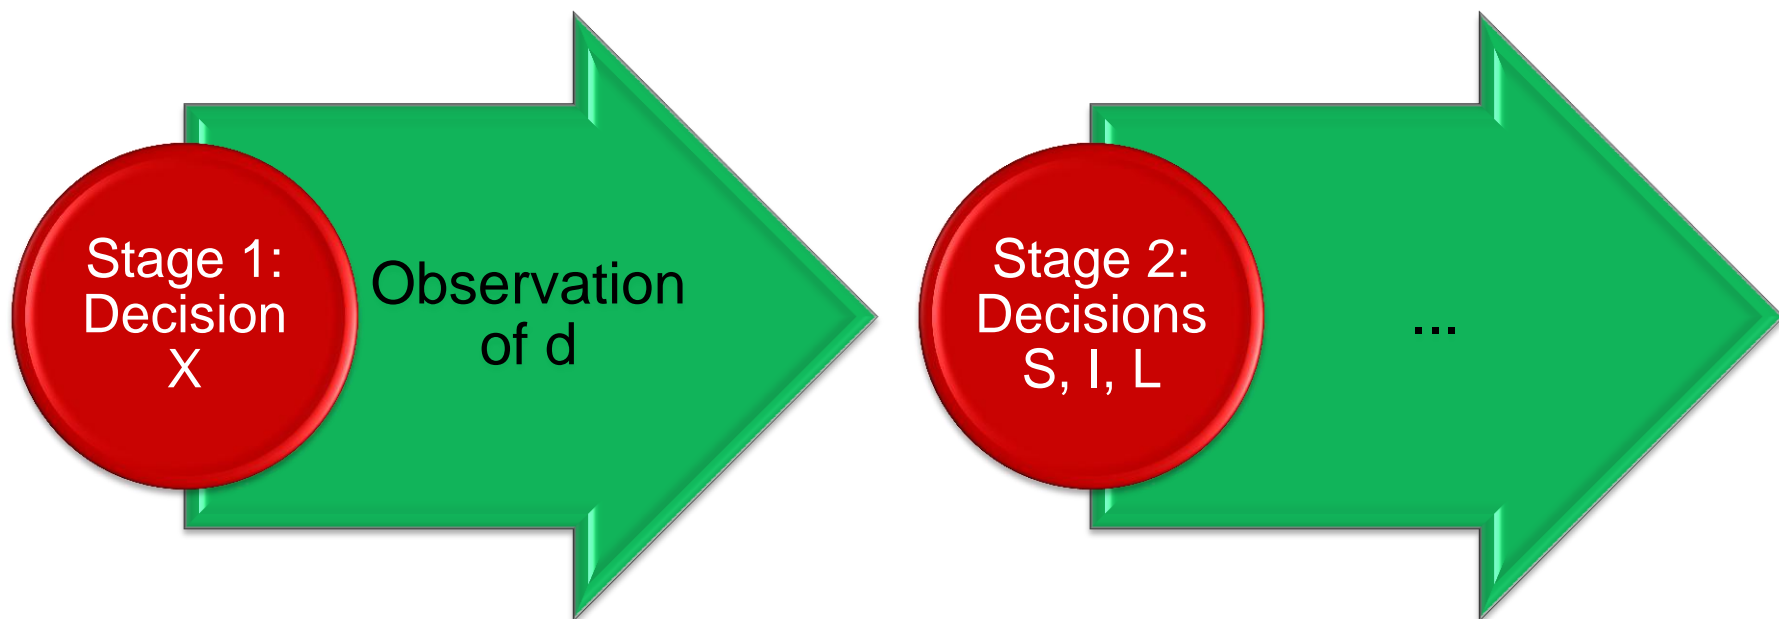 Stage 1:
Decision
X
Observation
of d
Stage 2:
Decisions
S, I, L
...